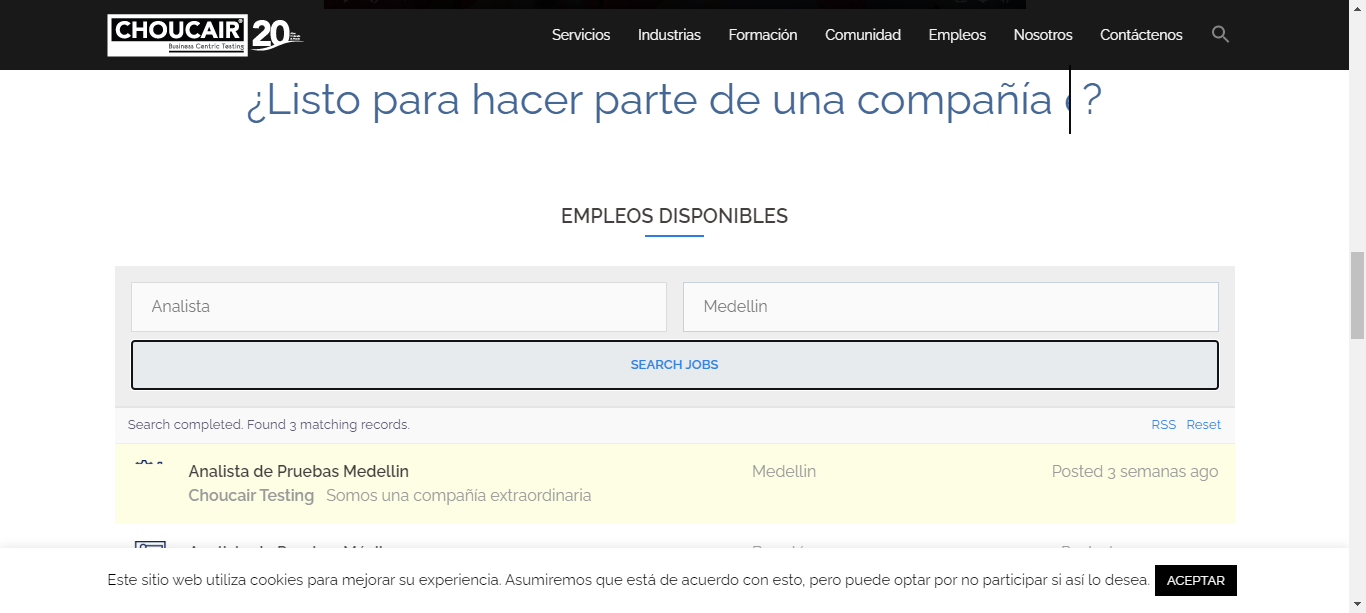 CHOUCAIR® 20
Business Centric Testing
Servicios Industrias Formación Comunidad Empleos Nosotros Contáctenos
¿Listo para hacer parte de una compañía ?
EMPLEOS DISPONIBLES
Analista Medellin
SEARCH JOBS
Search completed. Found 3 matching records. RSS Reset
Analista de Pruebas Medellin Medellin Posted 3 semanas ago
Choucair Testing Somos una compañía extraordinaria
Este sitio web utiliza cookies para mejorar su experiencia. Asumiremos que está de acuerdo con esto, pero puede optar por no participar si así lo desea. ACEPTAR